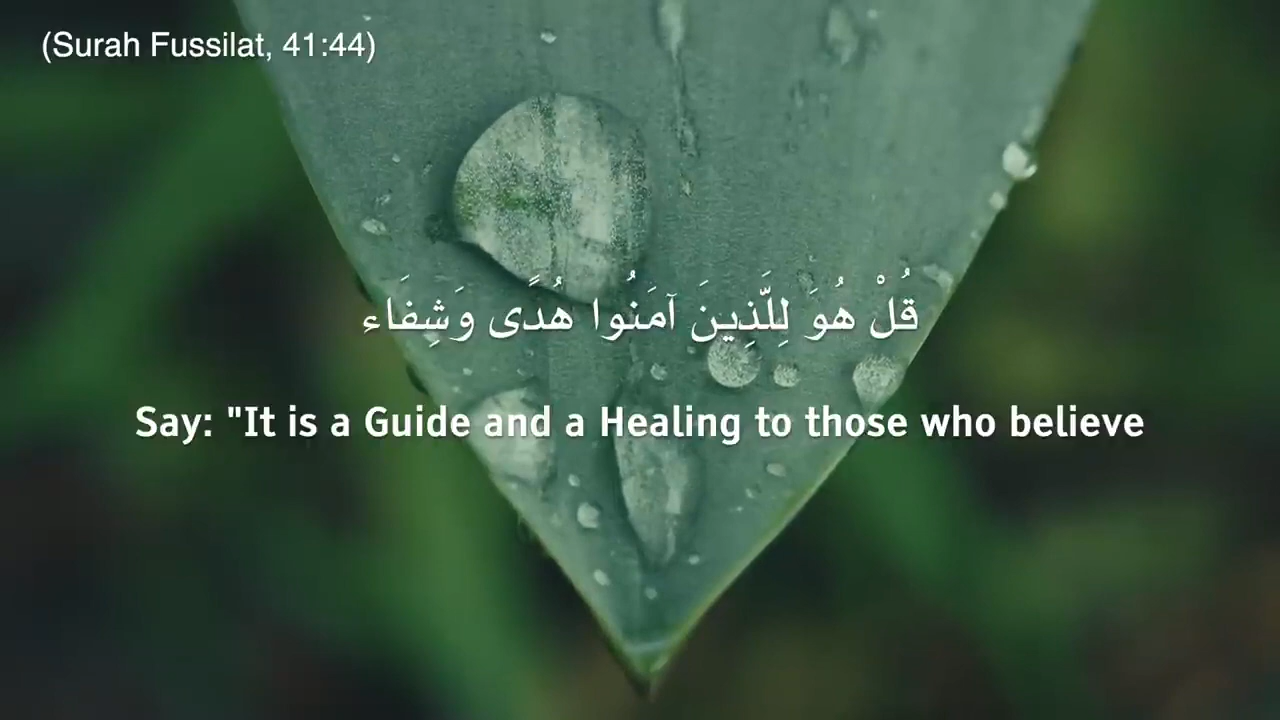 (Surah Fussilat, 41:44)
قُلْ هُوَ لِلَّذِينَ آمَنُوا هُدًى وَشِفَاء
Say: "It is a Guide and a Healing to those who believe